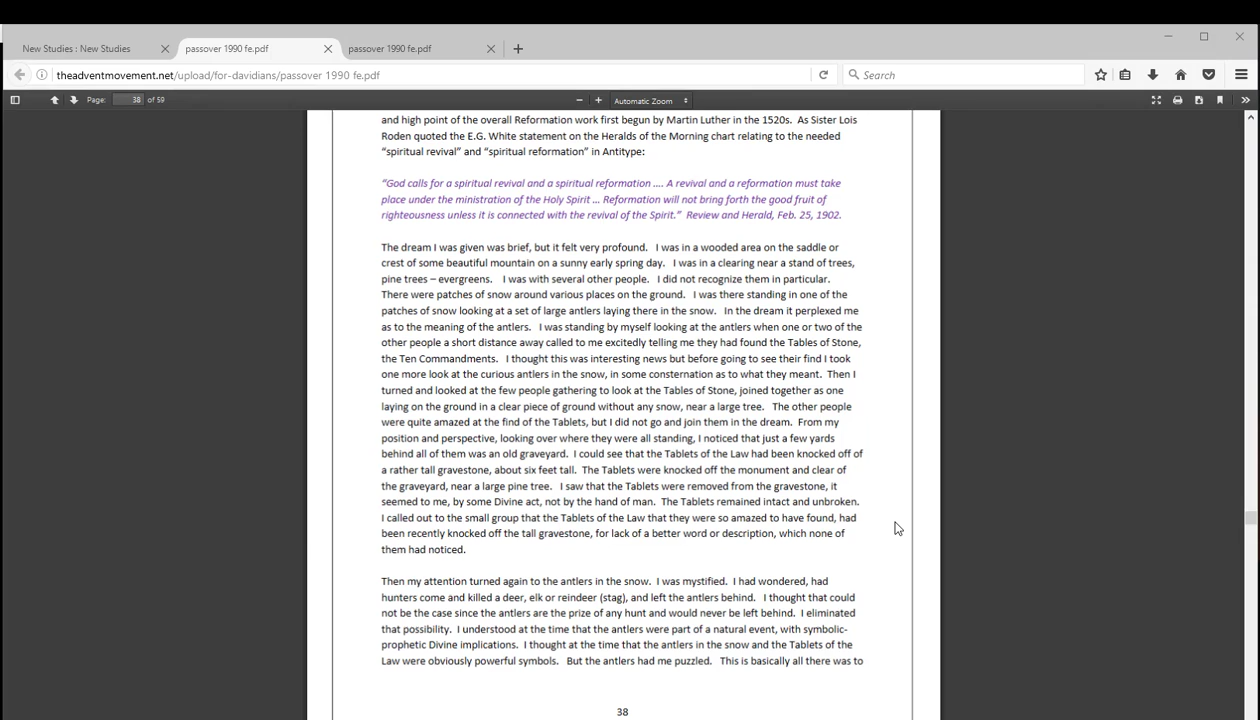 New Studies : New Studies
passover 1990 fe.pdf
passover 1990 fe.pdf
theadventmovement.net/upload/for-davidians/passover 1990 fe.pdf
Search
Page: 38 of 59
Automatic Zoom
and high point of the overall Reformation work first begun by Martin Luther in the 1520s. As Sister Lois
Roden quoted the E.G. White statement on the Heralds of the Morning chart relating to the needed
“spiritual revival” and “spiritual reformation” in Antitype:
“God calls for a spiritual revival and a spiritual reformation .... A revival and a reformation must take
place under the ministration of the Holy Spirit ... Reformation will not bring forth the good fruit of
righteousness unless it is connected with the revival of the Spirit.” Review and Herald, Feb. 25, 1902.
The dream I was given was brief, but it felt very profound. I was in a wooded area on the saddle or
crest of some beautiful mountain on a sunny early spring day. I was in a clearing near a stand of trees,
pine trees – evergreens. I was with several other people. I did not recognize them in particular.
There were patches of snow around various places on the ground. I was there standing in one of the
patches of snow looking at a set of large antlers laying there in the snow. In the dream it perplexed me
as to the meaning of the antlers. I was standing by myself looking at the antlers when one or two of the
other people a short distance away called to me excitedly telling me they had found the Tables of Stone,
the Ten Commandments. I thought this was interesting news but before going to see their find I took
one more look at the curious antlers in the snow, in some consternation as to what they meant. Then I
turned and looked at the few people gathering to look at the Tables of Stone, joined together as one
laying on the ground in a clear piece of ground without any snow, near a large tree. The other people
were quite amazed at the find of the Tablets, but I did not go and join them in the dream. From my
position and perspective, looking over where they were all standing, I noticed that just a few yards
behind all of them was an old graveyard. I could see that the Tablets of the Law had been knocked off of
a rather tall gravestone, about six feet tall. The Tablets were knocked off the monument and clear of
the graveyard, near a large pine tree. I saw that the Tablets were removed from the gravestone, it
seemed to me, by some Divine act, not by the hand of man. The Tablets remained intact and unbroken.
I called out to the small group that the Tablets of the Law that they were so amazed to have found, had
been recently knocked off the tall gravestone, for lack of a better word or description, which none of
them had noticed.
Then my attention turned again to the antlers in the snow. I was mystified. I had wondered, had
hunters come and killed a deer, elk or reindeer (stag), and left the antlers behind. I thought that could
not be the case since the antlers are the prize of any hunt and would never be left behind. I eliminated
that possibility. I understood at the time that the antlers were part of a natural event, with symbolic-
prophetic Divine implications. I thought at the time that the antlers in the snow and the Tablets of the
Law were obviously powerful symbols. But the antlers had me puzzled. This is basically all there was to
38